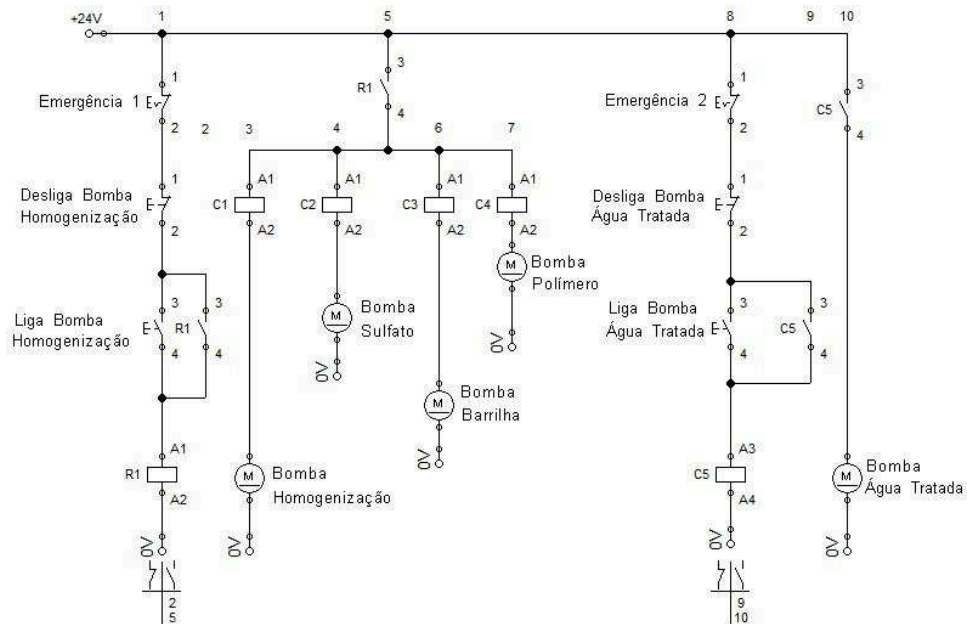 1 5 8 9 10
+24V
1 3 1 3
Emergência 1 R1 Emergência 2 C5
2 2 3 4 4 6 7 2 4
1 A1 A1 A1 A1 1
Desliga Bomba
Homogenização
C1 C2 C3 C4
Desliga Bomba
Água Tratada
2 A2 A2 A2 A2 2
M Bomba
Polímero
3 3 3 3
Liga Bomba
Homogenização
R1
M Bomba
Sulfato
Liga Bomba
Água Tratada
C5
4 4 0V 0V 4 4
M Bomba
Barrilha
A1 0V A3
R1 M Bomba
Homogenização
C5 M Bomba
Água Tratada
A2 A4
0V 0V 0V 0V
2 9
5 10